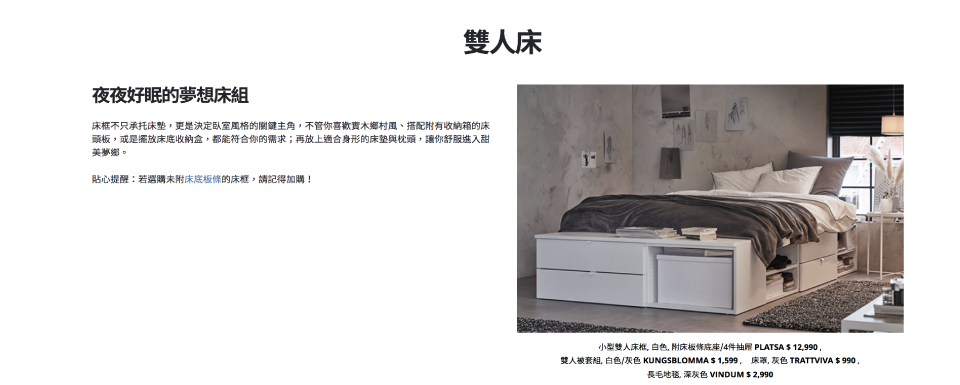 雙人床
夜夜好眠的夢想床組
床框不只承托床墊，更是決定臥室風格的關鍵主角，不管你喜歡實木鄉村風、搭配附有收納箱的床
頭板，或是擺放床底收納盒，都能符合你的需求；再放上適合身形的床墊與枕頭，讓你舒服進入甜
美夢鄉。
貼心提醒：若選購未附床底板條的床框，請記得加購！
小型雙人床框, 白色, 附床板條底座/4件抽屜 PLATSA $ 12,990 ,
雙人被套組, 白色/灰色 KUNGSBLOMMA $ 1,599 , 床罩, 灰色 TRATTVIVA $ 990 ,
長毛地毯, 深灰色 VINDUM $ 2,990